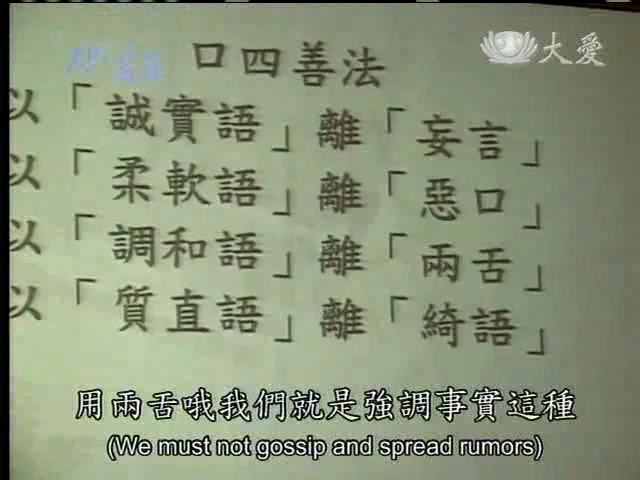 大愛
口四善法
以「誠實語」離「妄言」
以「柔軟語」離「惡口」
以「調和語」離「兩舌」
以「質直語」離「綺語」
用兩舌哦我們就是強調事實這種
(We must not gossip and spread rumors)